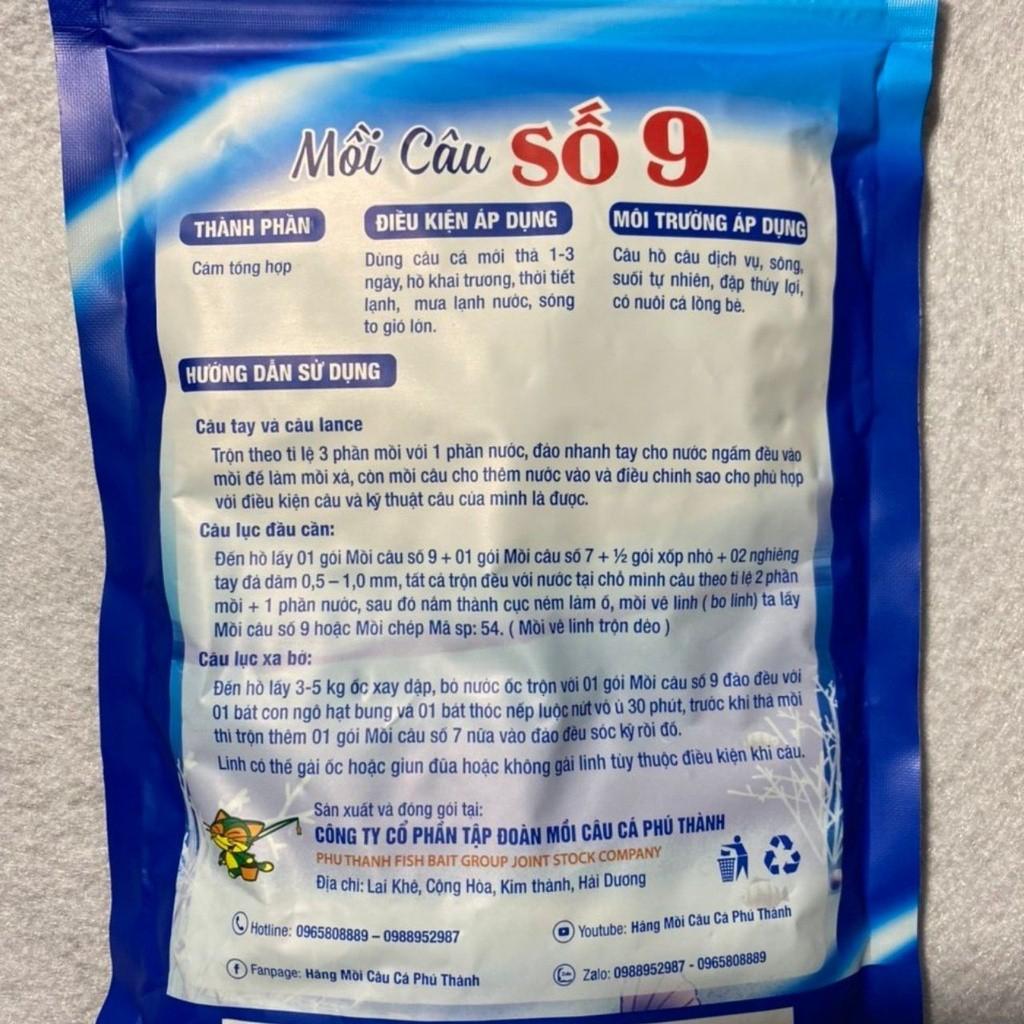 Mồi Câu SỐ 9
THÀNH PHẦN
Cám tổng hợp
ĐIỀU KIỆN ÁP DỤNG
Dùng câu cá mới thả 1-3
ngày, hồ khai trương, thời tiết
lạnh, mưa lạnh nước, sóng
to gió lớn.
MÔI TRƯỜNG ÁP DỤNG
Câu hồ câu dịch vụ, sông,
suối tự nhiên, đập thủy lợi,
có nuôi cá lồng bè.
HƯỚNG DẪN SỬ DỤNG
Câu tay và câu lance
Trộn theo tỉ lệ 3 phần mồi với 1 phần nước, đảo nhanh tay cho nước ngấm đều vào
mồi để làm mồi xả, còn mồi câu cho thêm nước vào và điều chỉnh sao cho phù hợp
với điều kiện câu và kỹ thuật câu của mình là được.
Câu lục đầu cần:
Đến hồ lấy 01 gói Mồi câu số 9 + 01 gói Mồi câu số 7 + ½ gói xốp nhỏ + 02 nghiêng
tay đá dăm 0,5 – 1,0 mm, tất cả trộn đều với nước tại chỗ mình câu theo tỉ lệ 2 phần
mồi + 1 phần nước, sau đó nắm thành cục ném làm ổ, mồi vê linh ( bo linh) ta lấy
Mồi câu số 9 hoặc Mồi chép Mã sp: 54. ( Mồi vê linh trộn dẻo )
Câu lục xa bờ:
Đến hồ lấy 3-5 kg ốc xay dập, bỏ nước ốc trộn với 01 gói Mồi câu số 9 đảo đều với
01 bát con ngô hạt bung và 01 bát thóc nếp luộc nứt vỏ ủ 30 phút, trước khi thả mồi
thì trộn thêm 01 gói Mồi câu số 7 nữa vào đảo đều sóc kỹ rồi đổ.
Linh có thể gài ốc hoặc giun đũa hoặc không gài linh tùy thuộc điều kiện khi câu.
Sản xuất và đóng gói tại:
CÔNG TY CỔ PHẦN TẬP ĐOÀN MỒI CÂU CÁ PHÚ THÀNH
PHU THANH FISH BAIT GROUP JOINT STOCK COMPANY
Địa chỉ: Lai Khê, Cộng Hòa, Kim thành, Hải Dương
Hotline: 0965808889 – 0988952987
Youtube: Hãng Mồi Câu Cá Phú Thành
Fanpage: Hãng Mồi Câu Cá Phú Thành
Zalo: 0988952987 - 0965808889